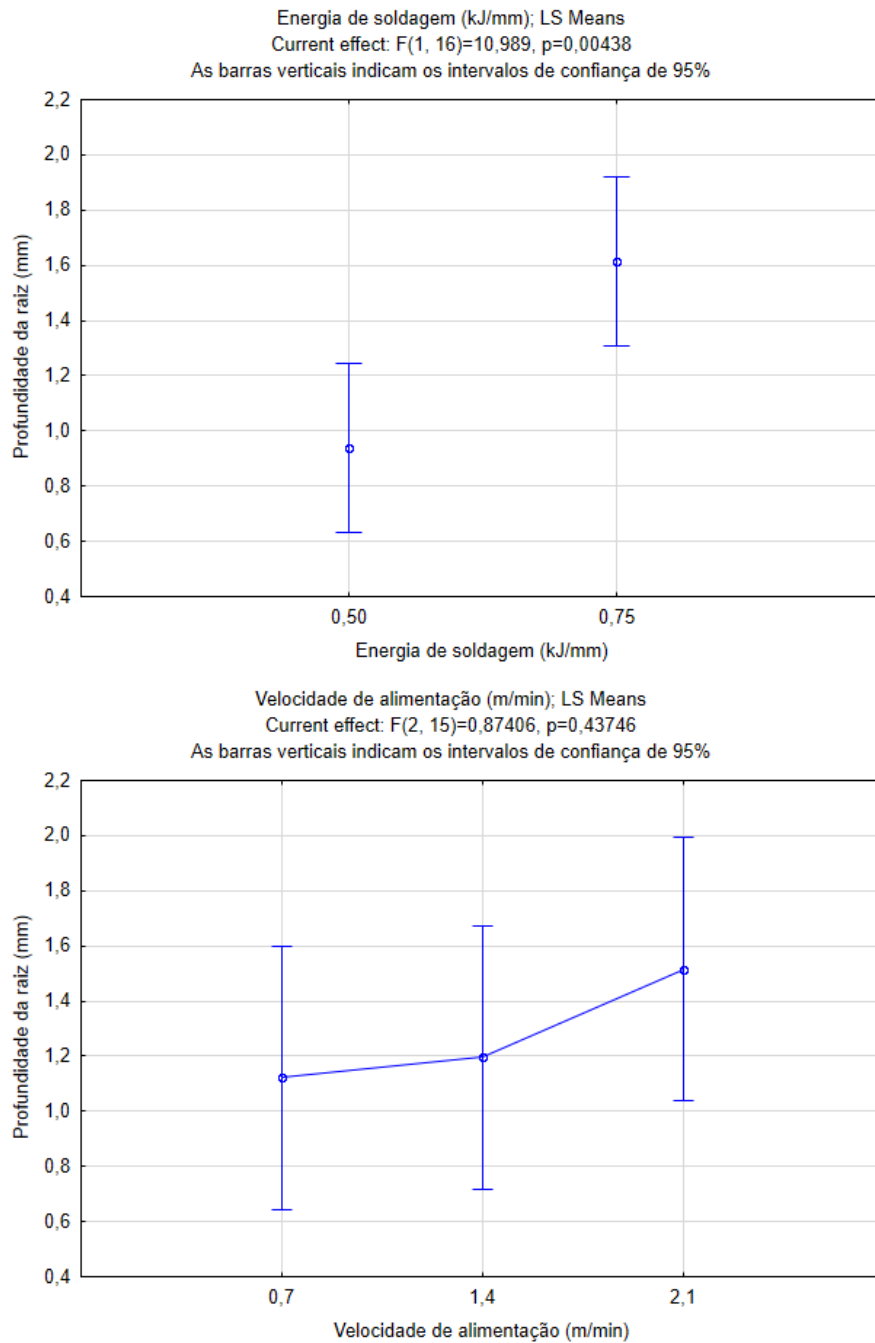 Energia de soldagem (kJ/mm); LS Means
Current effect: F(1, 16)=10,989, p=0,00438
As barras verticais indicam os intervalos de confiança de 95%
2,2
2,0
1,8
1,6
1,4
1,2
1,0
0,8
0,6
0,4
Profundidade da raiz (mm)
0,50 0,75
Energia de soldagem (kJ/mm)
Velocidade de alimentação (m/min); LS Means
Current effect: F(2, 15)=0,87406, p=0,43746
As barras verticais indicam os intervalos de confiança de 95%
2,2
2,0
1,8
1,6
1,4
1,2
1,0
0,8
0,6
0,4
Profundidade da raiz (mm)
0,7 1,4 2,1
Velocidade de alimentação (m/min)